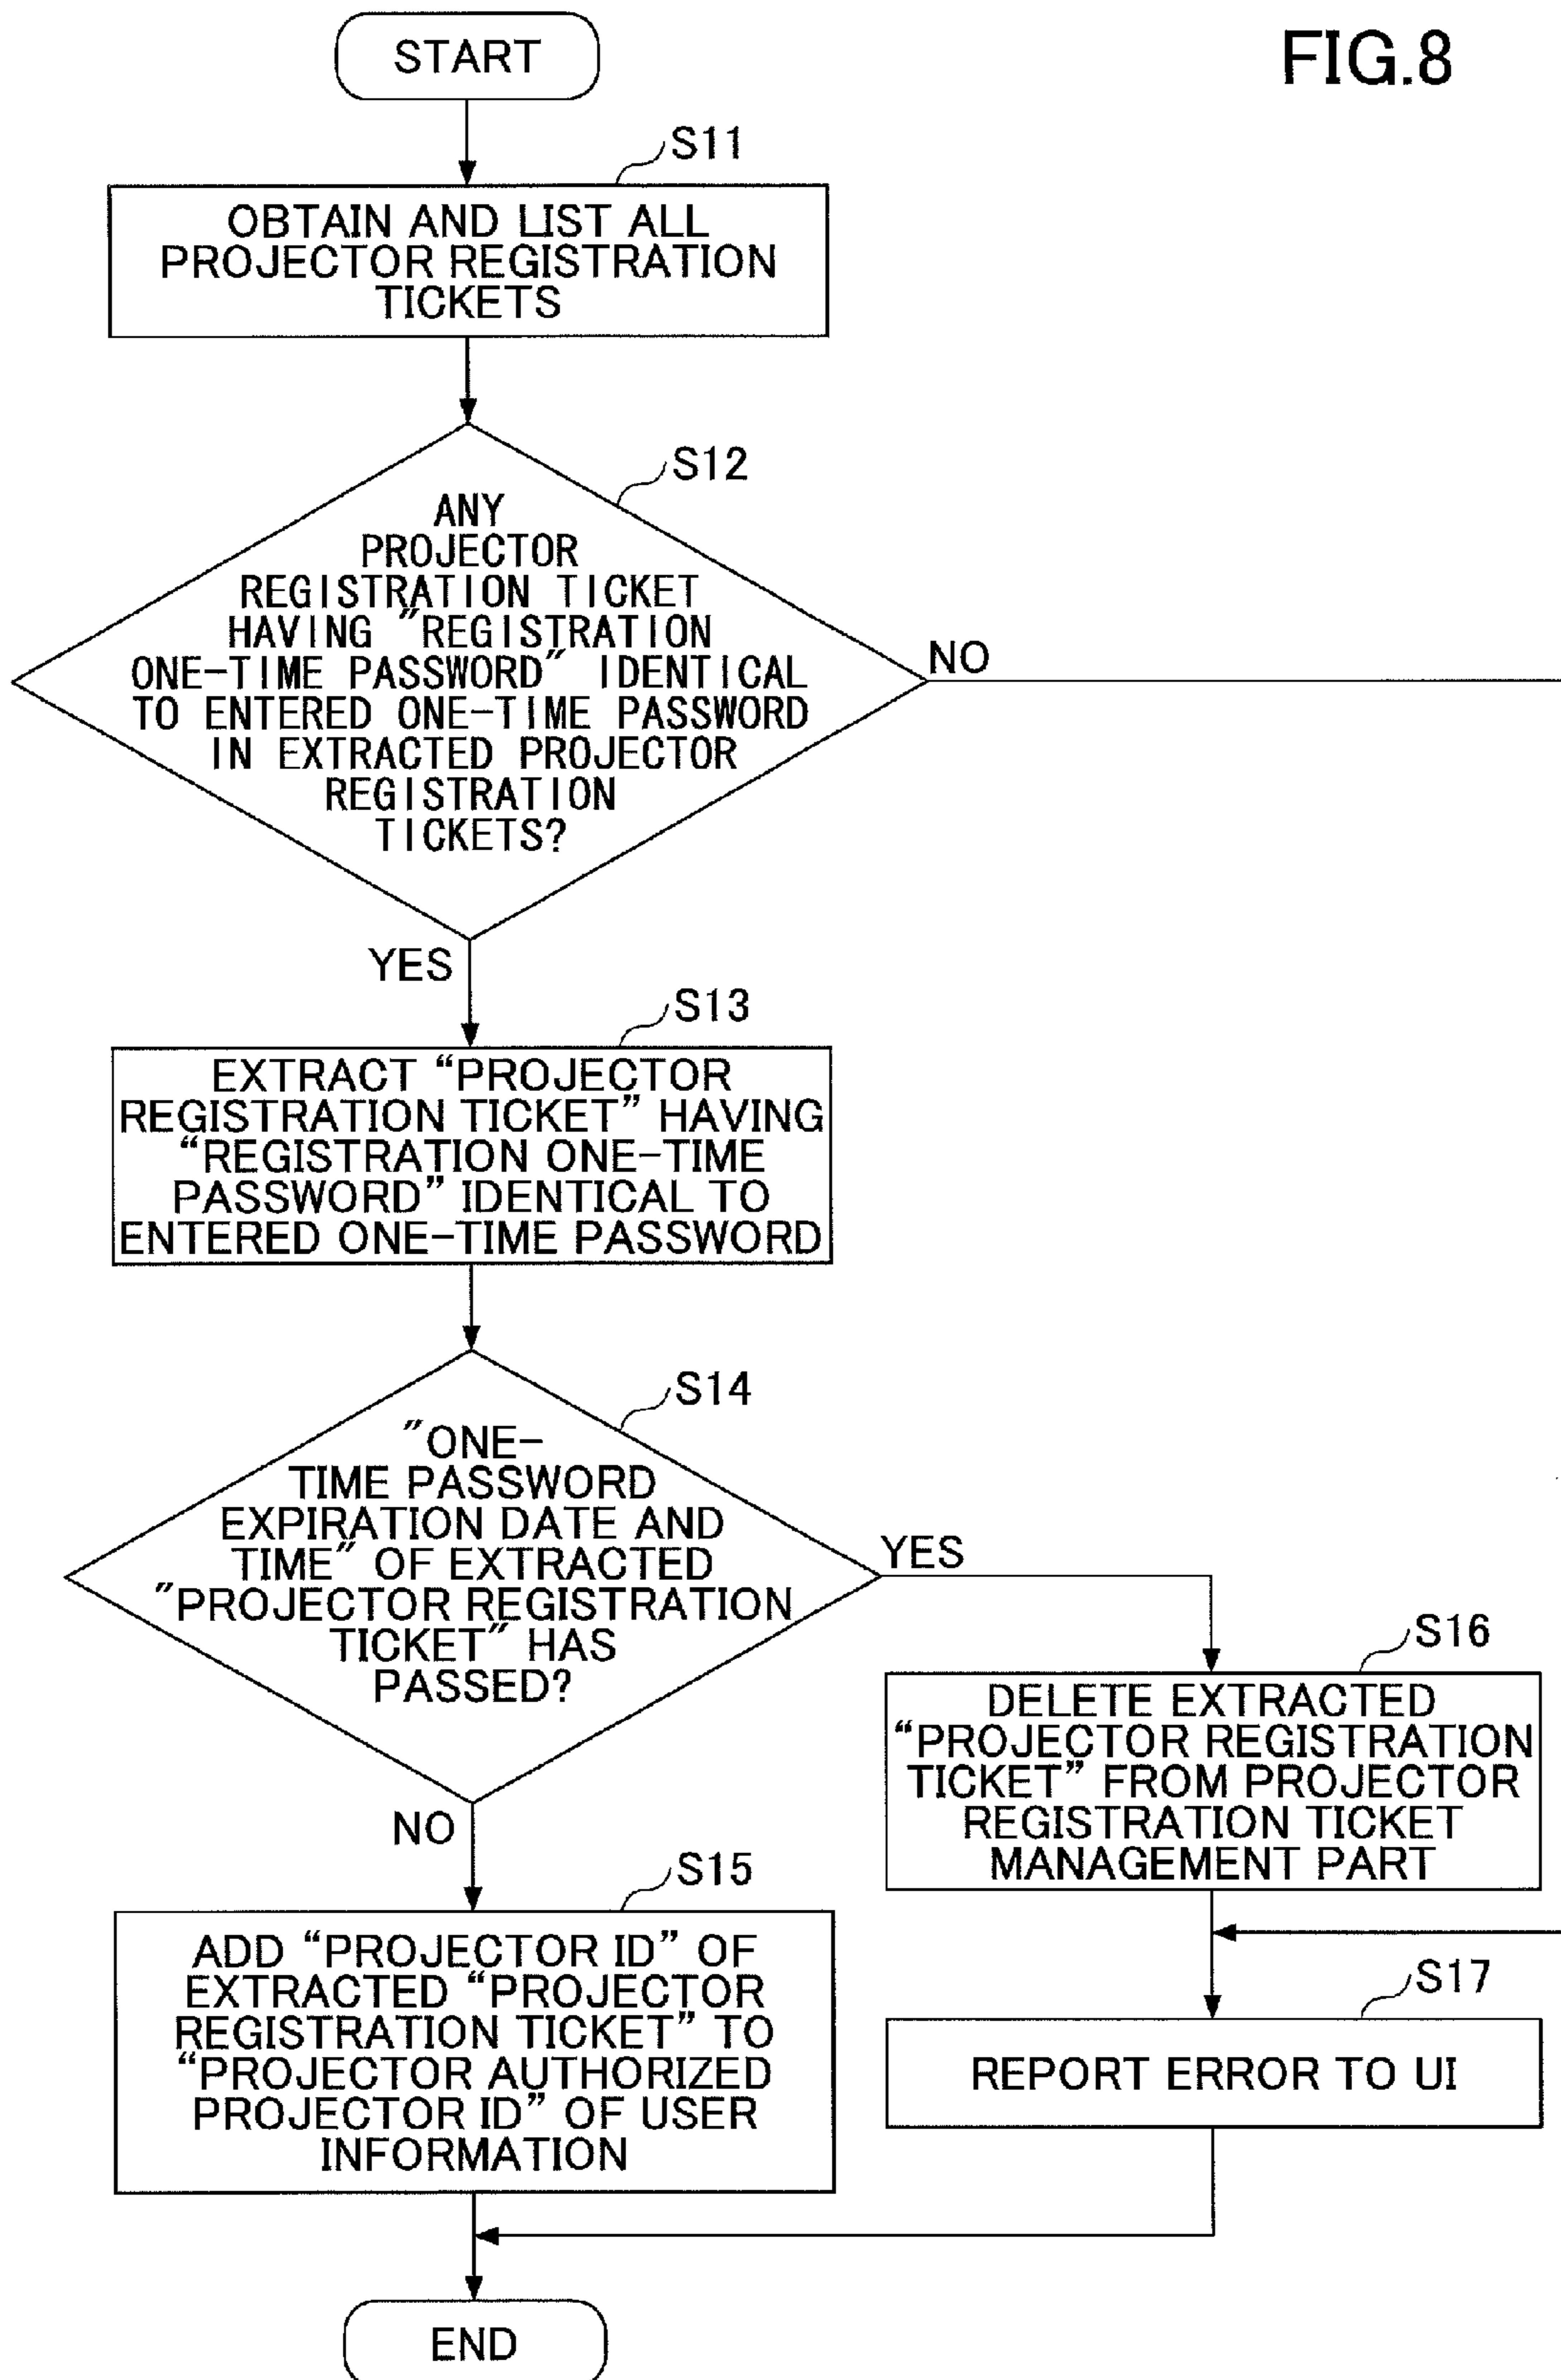 FIG.8
START
S11
OBTAIN AND LIST ALL
PROJECTOR REGISTRATION
TICKETS
S12
ANY
PROJECTOR
REGISTRATION TICKET
HAVING "REGISTRATION
ONE-TIME PASSWORD" IDENTICAL
TO ENTERED ONE-TIME PASSWORD
IN EXTRACTED PROJECTOR
REGISTRATION
TICKETS?
NO
YES
S13
EXTRACT “PROJECTOR
REGISTRATION TICKET” HAVING
“REGISTRATION ONE-TIME
PASSWORD” IDENTICAL TO
ENTERED ONE-TIME PASSWORD
S14
"ONE-
TIME PASSWORD
EXPIRATION DATE AND
TIME" OF EXTRACTED
"PROJECTOR REGISTRATION
TICKET" HAS
PASSED?
YES
NO
S16
DELETE EXTRACTED
“PROJECTOR REGISTRATION
TICKET” FROM PROJECTOR
REGISTRATION TICKET
MANAGEMENT PART
S15
ADD “PROJECTOR ID” OF
EXTRACTED “PROJECTOR
REGISTRATION TICKET” TO
“PROJECTOR AUTHORIZED
PROJECTOR ID” OF USER
INFORMATION
S17
REPORT ERROR TO UI
END